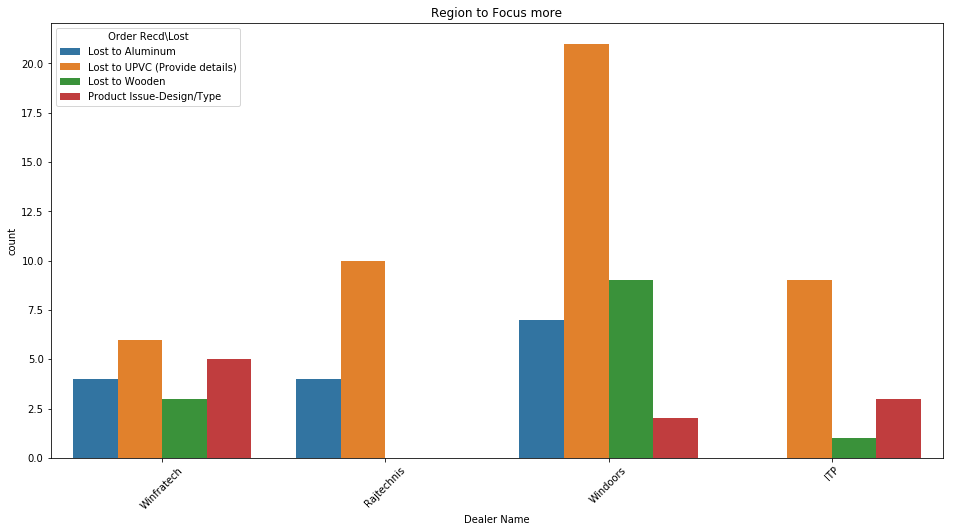 Region to Focus more
Order Recd\Lost
Lost to Aluminum
Lost to UPVC (Provide details)
Lost to Wooden
Product Issue-Design/Type
count
20.0
17.5
15.0
12.5
10.0
7.5
5.0
2.5
0.0
Winfratech
Rajtechnis
Windoors
ITP
Dealer Name